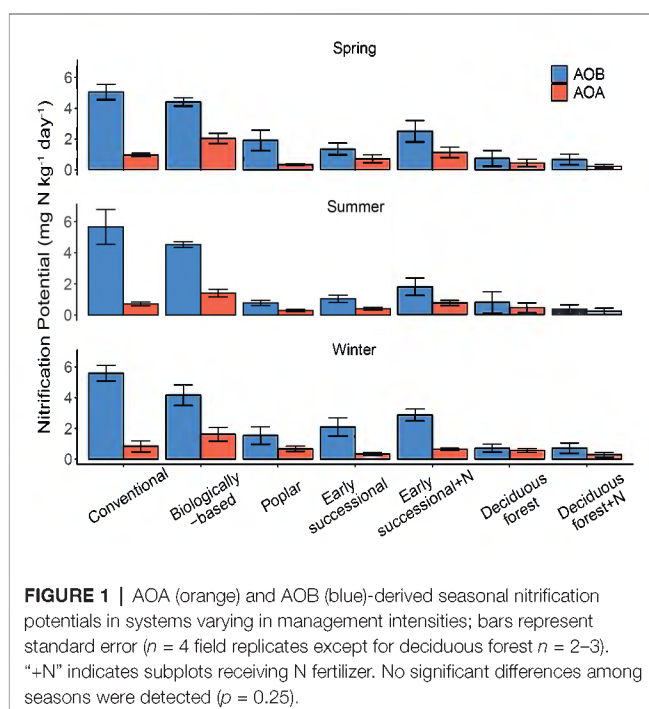 Spring
AOB
AOA
Nitrification Potential (mg N kg⁻¹ day⁻¹)
6
4
2
0
Summer
6
4
2
0
Winter
6
4
2
0
Conventional
Biologically
-based
Poplar
Early
successional
Early
successional+N
Deciduous
forest
Deciduous
forest+N
FIGURE 1 | AOA (orange) and AOB (blue)-derived seasonal nitrification
potentials in systems varying in management intensities; bars represent
standard error (n = 4 field replicates except for deciduous forest n = 2–3).
“+N” indicates subplots receiving N fertilizer. No significant differences among
seasons were detected (p = 0.25).